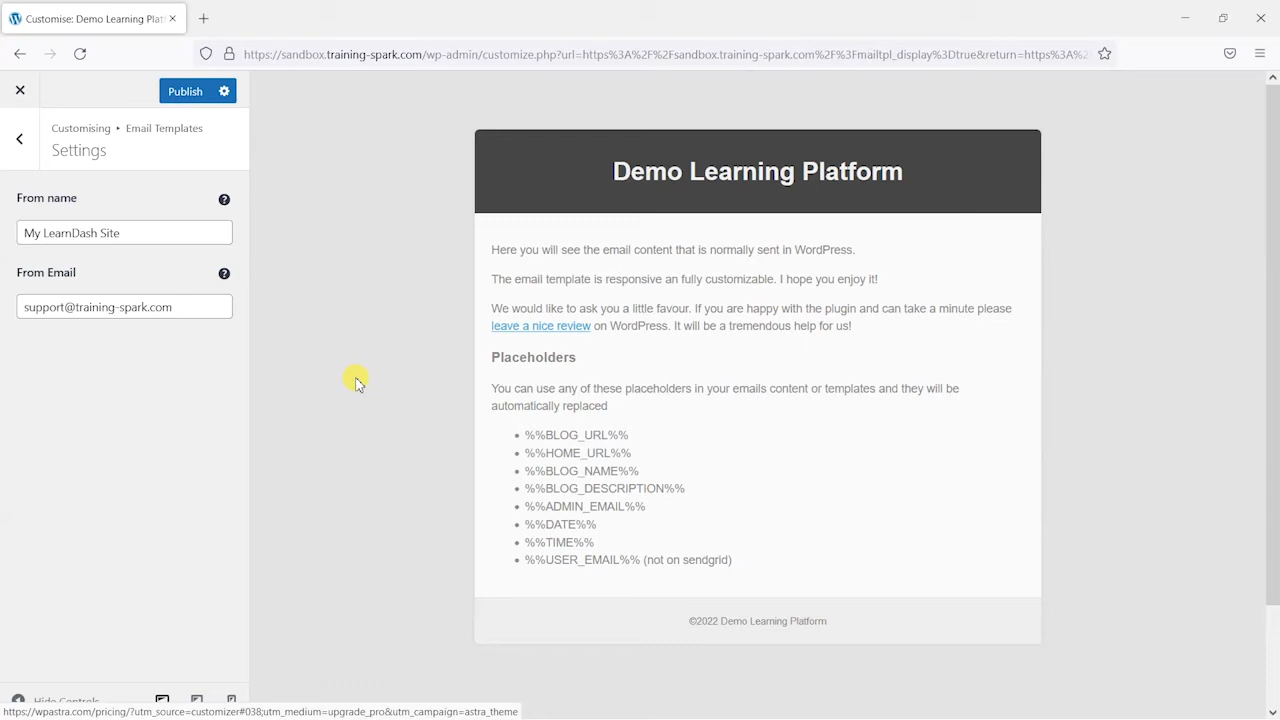 Customise: Demo Learning Platf
https://sandbox.training-spark.com/wp-admin/customize.php?url=https%3A%2F%2Fsandbox.training-spark.com%2F%3Fmailtpl_display%3Dtrue&return=https%3A%2
Publish
Customising ▸ Email Templates
Settings
From name
My LearnDash Site
From Email
support@training-spark.com
Demo Learning Platform
Here you will see the email content that is normally sent in WordPress.
The email template is responsive an fully customizable. I hope you enjoy it!
We would like to ask you a little favour. If you are happy with the plugin and can take a minute please
leave a nice review on WordPress. It will be a tremendous help for us!
Placeholders
You can use any of these placeholders in your emails content or templates and they will be
automatically replaced
• %%BLOG_URL%%
• %%HOME_URL%%
• %%BLOG_NAME%%
• %%BLOG_DESCRIPTION%%
• %%ADMIN_EMAIL%%
• %%DATE%%
• %%TIME%%
• %%USER_EMAIL%% (not on sendgrid)
©2022 Demo Learning Platform
Hide Controls
https://wpastra.com/pricing/?utm_source=customizer#038;utm_medium=upgrade_pro&utm_campaign=astra_theme